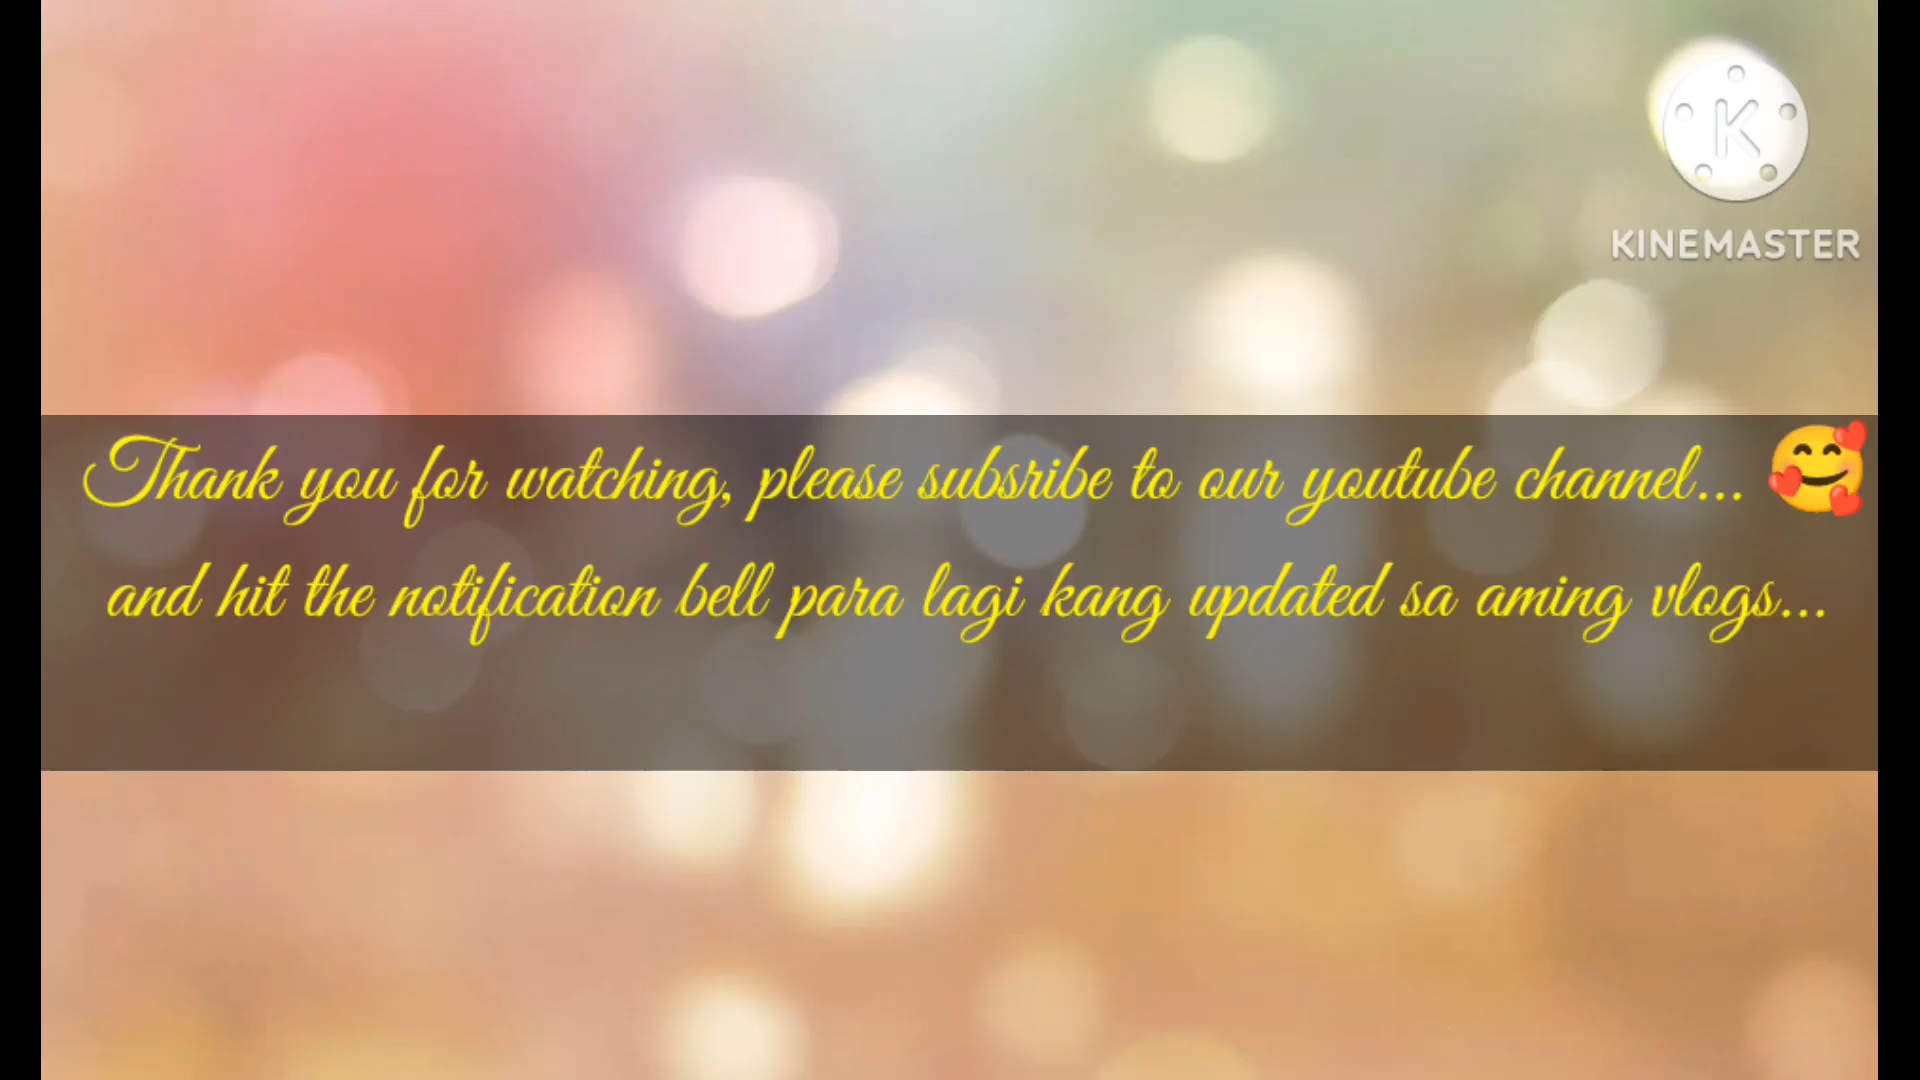 KINEMASTER
Thank you for watching, please subsribe to our youtube channel... 🥰
and hit the notification bell para lagi kang updated sa aming vlogs...